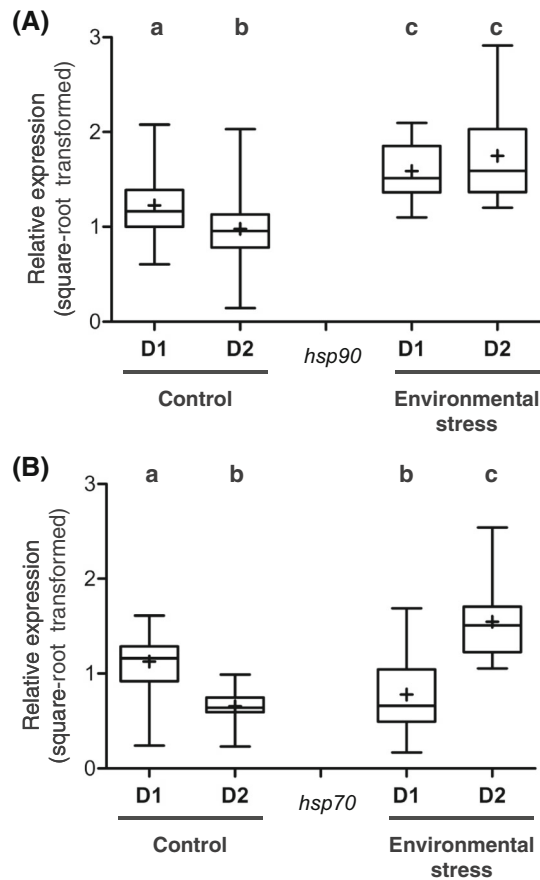 (A)
a b c c
3
2
1
0
Relative expression
(square-root transformed)
D1 D2 hsp90 D1 D2
Control Environmental
stress
(B)
a b b c
3
2
1
0
Relative expression
(square-root transformed)
D1 D2 hsp70 D1 D2
Control Environmental
stress